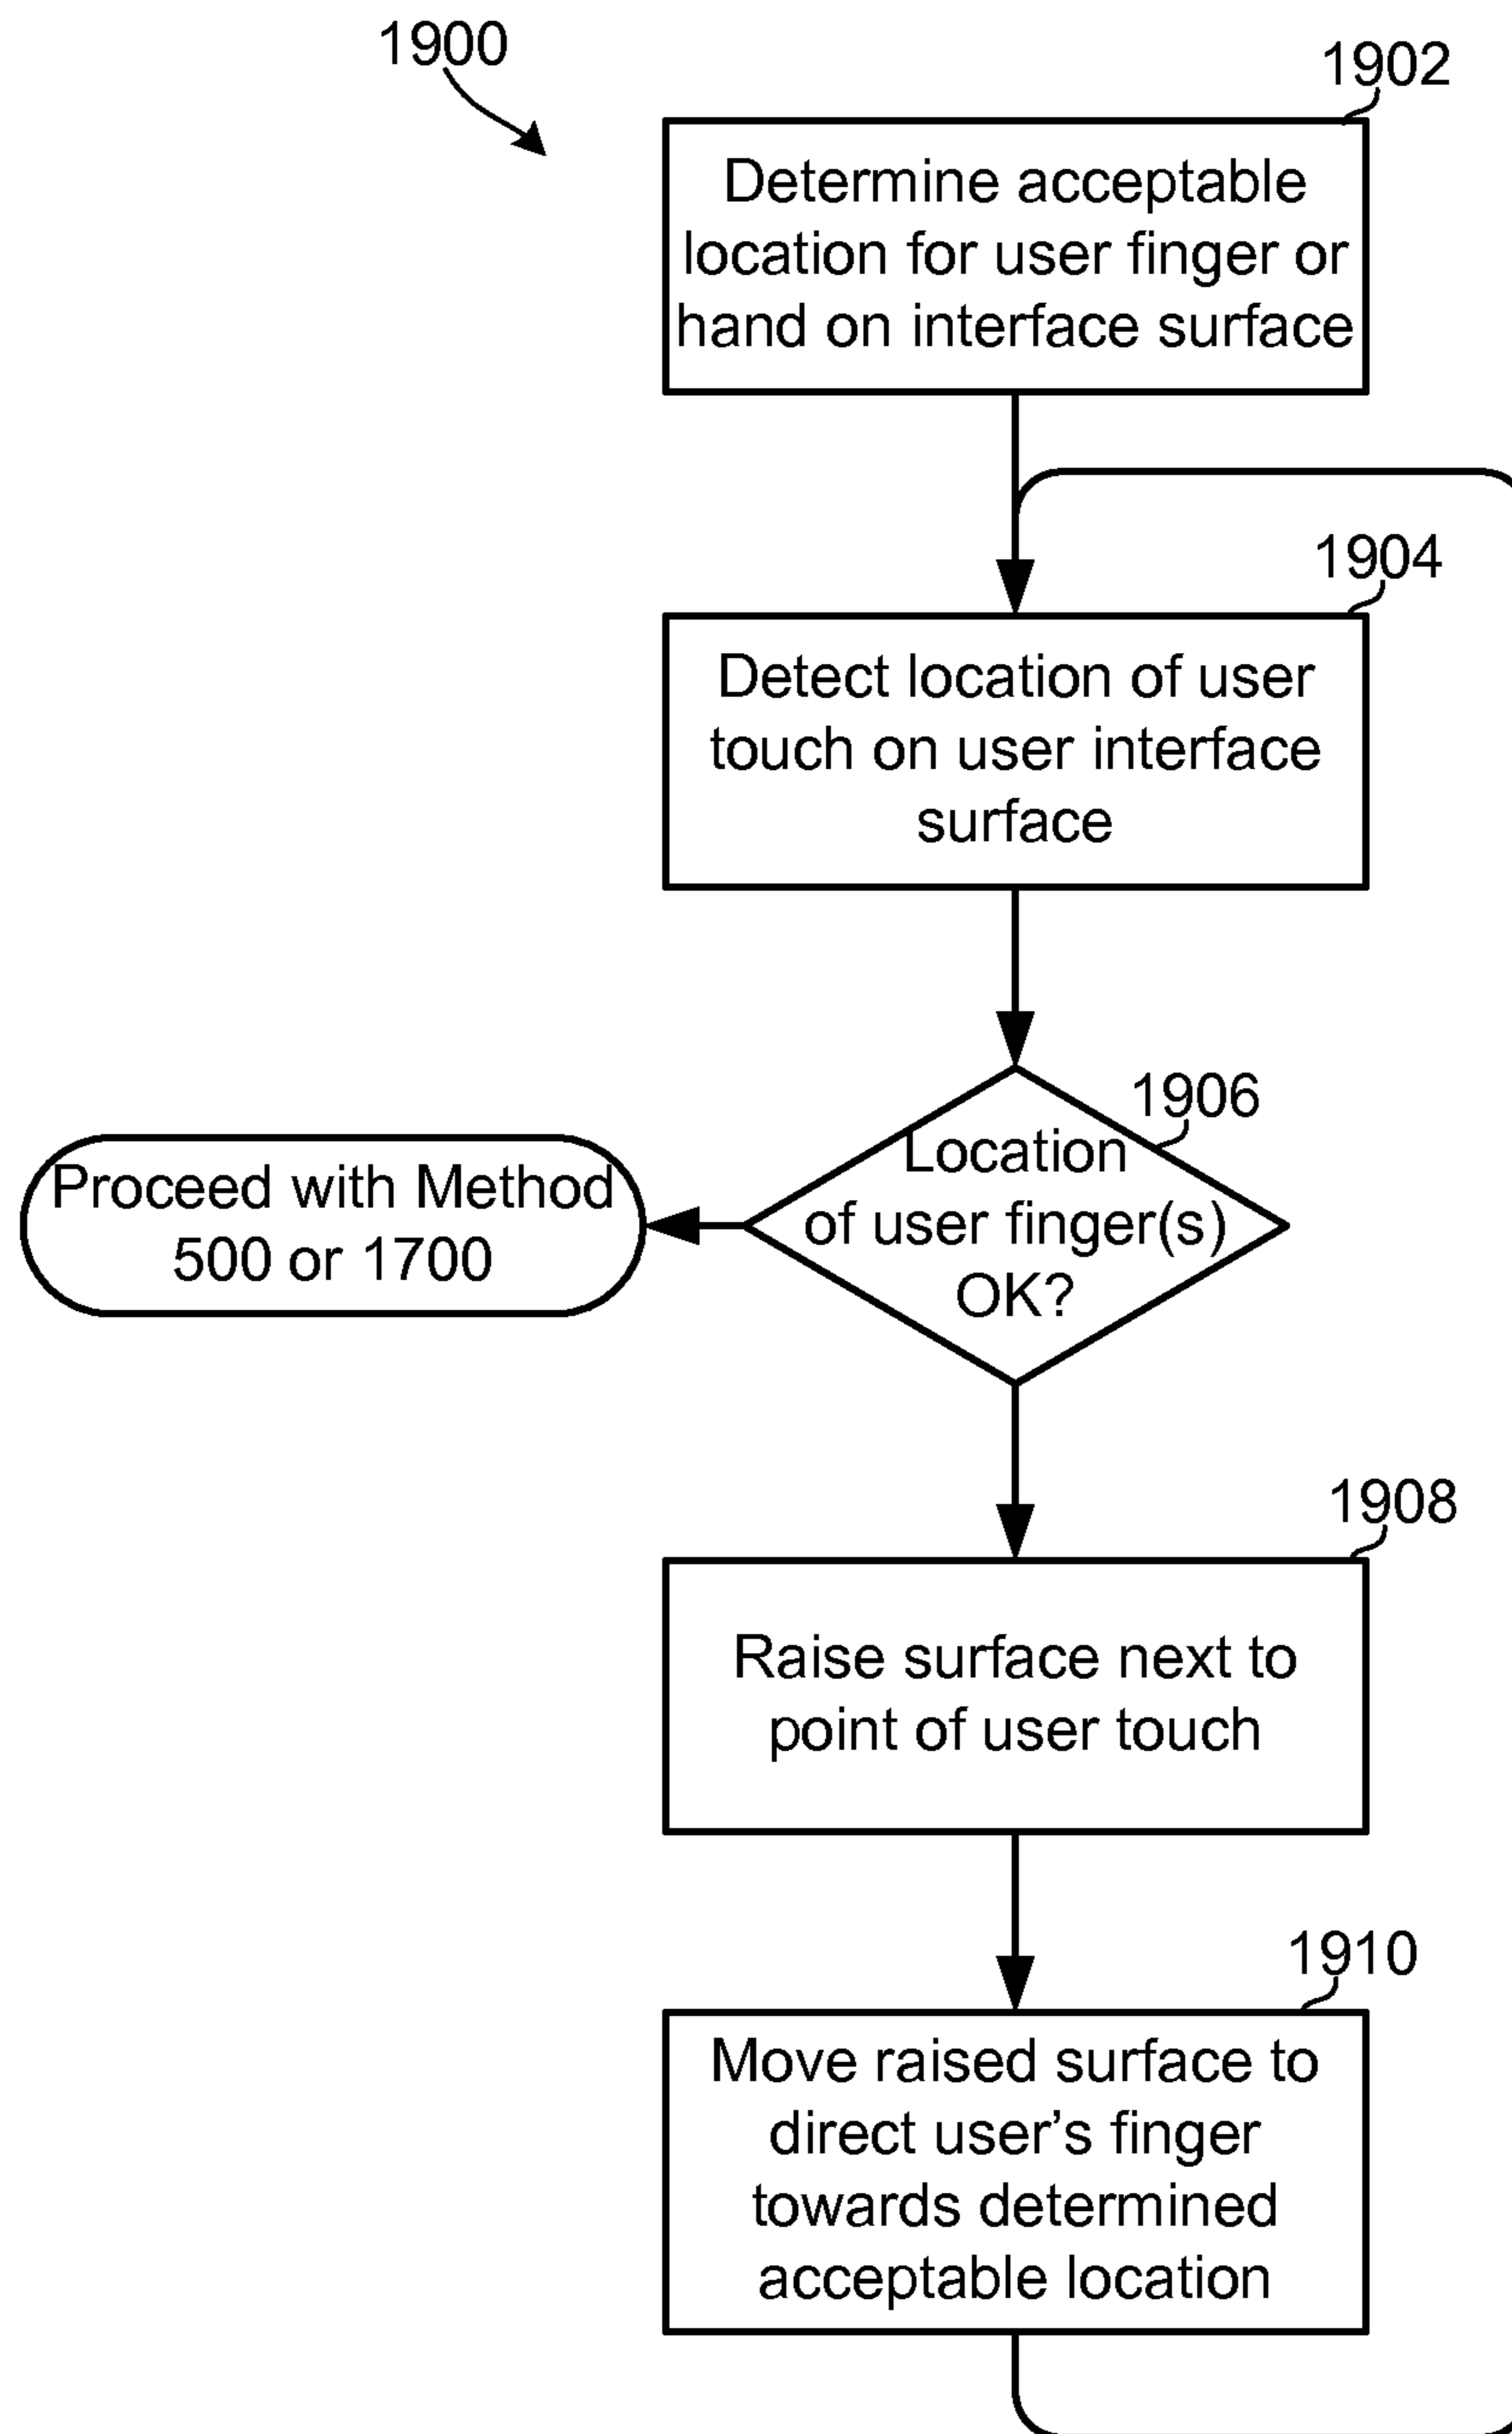 1900
1902
Determine acceptable
location for user finger or
hand on interface surface
1904
Detect location of user
touch on user interface
surface
1906
Location
of user finger(s)
OK?
Proceed with Method
500 or 1700
1908
Raise surface next to
point of user touch
1910
Move raised surface to
direct user’s finger
towards determined
acceptable location